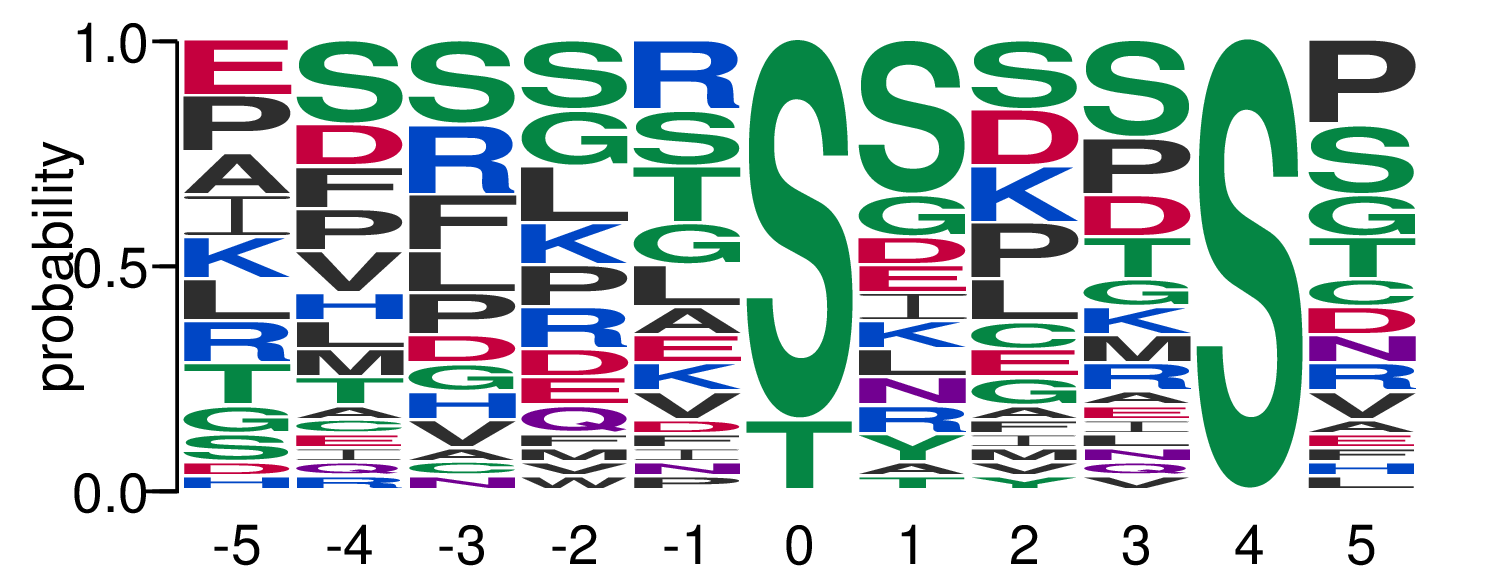 probability
1.0
0.5
0.0
E P A I K L R T G S D H
S D F P V H L M T A C E I Q R
S R F L P D G H V A C N
S G L K P R D E Q F M V W
R S T G L A E K V D F I N P
S T
S G D E I K L N R Y A T
S D K P L C E G A F I M V Y
S P D T G K M R A E I L N Q V
S
P S G T C D N R V A E F H L
-5 -4 -3 -2 -1 0 1 2 3 4 5